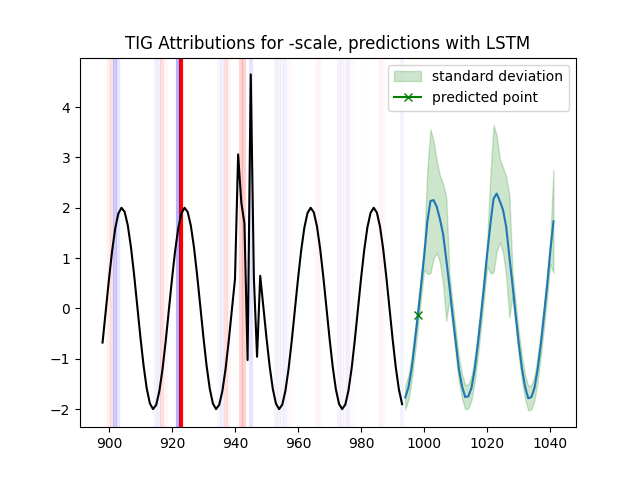 TIG Attributions for -scale, predictions with LSTM
standard deviation
predicted point
4
3
2
1
0
−1
−2
900 920 940 960 980 1000 1020 1040